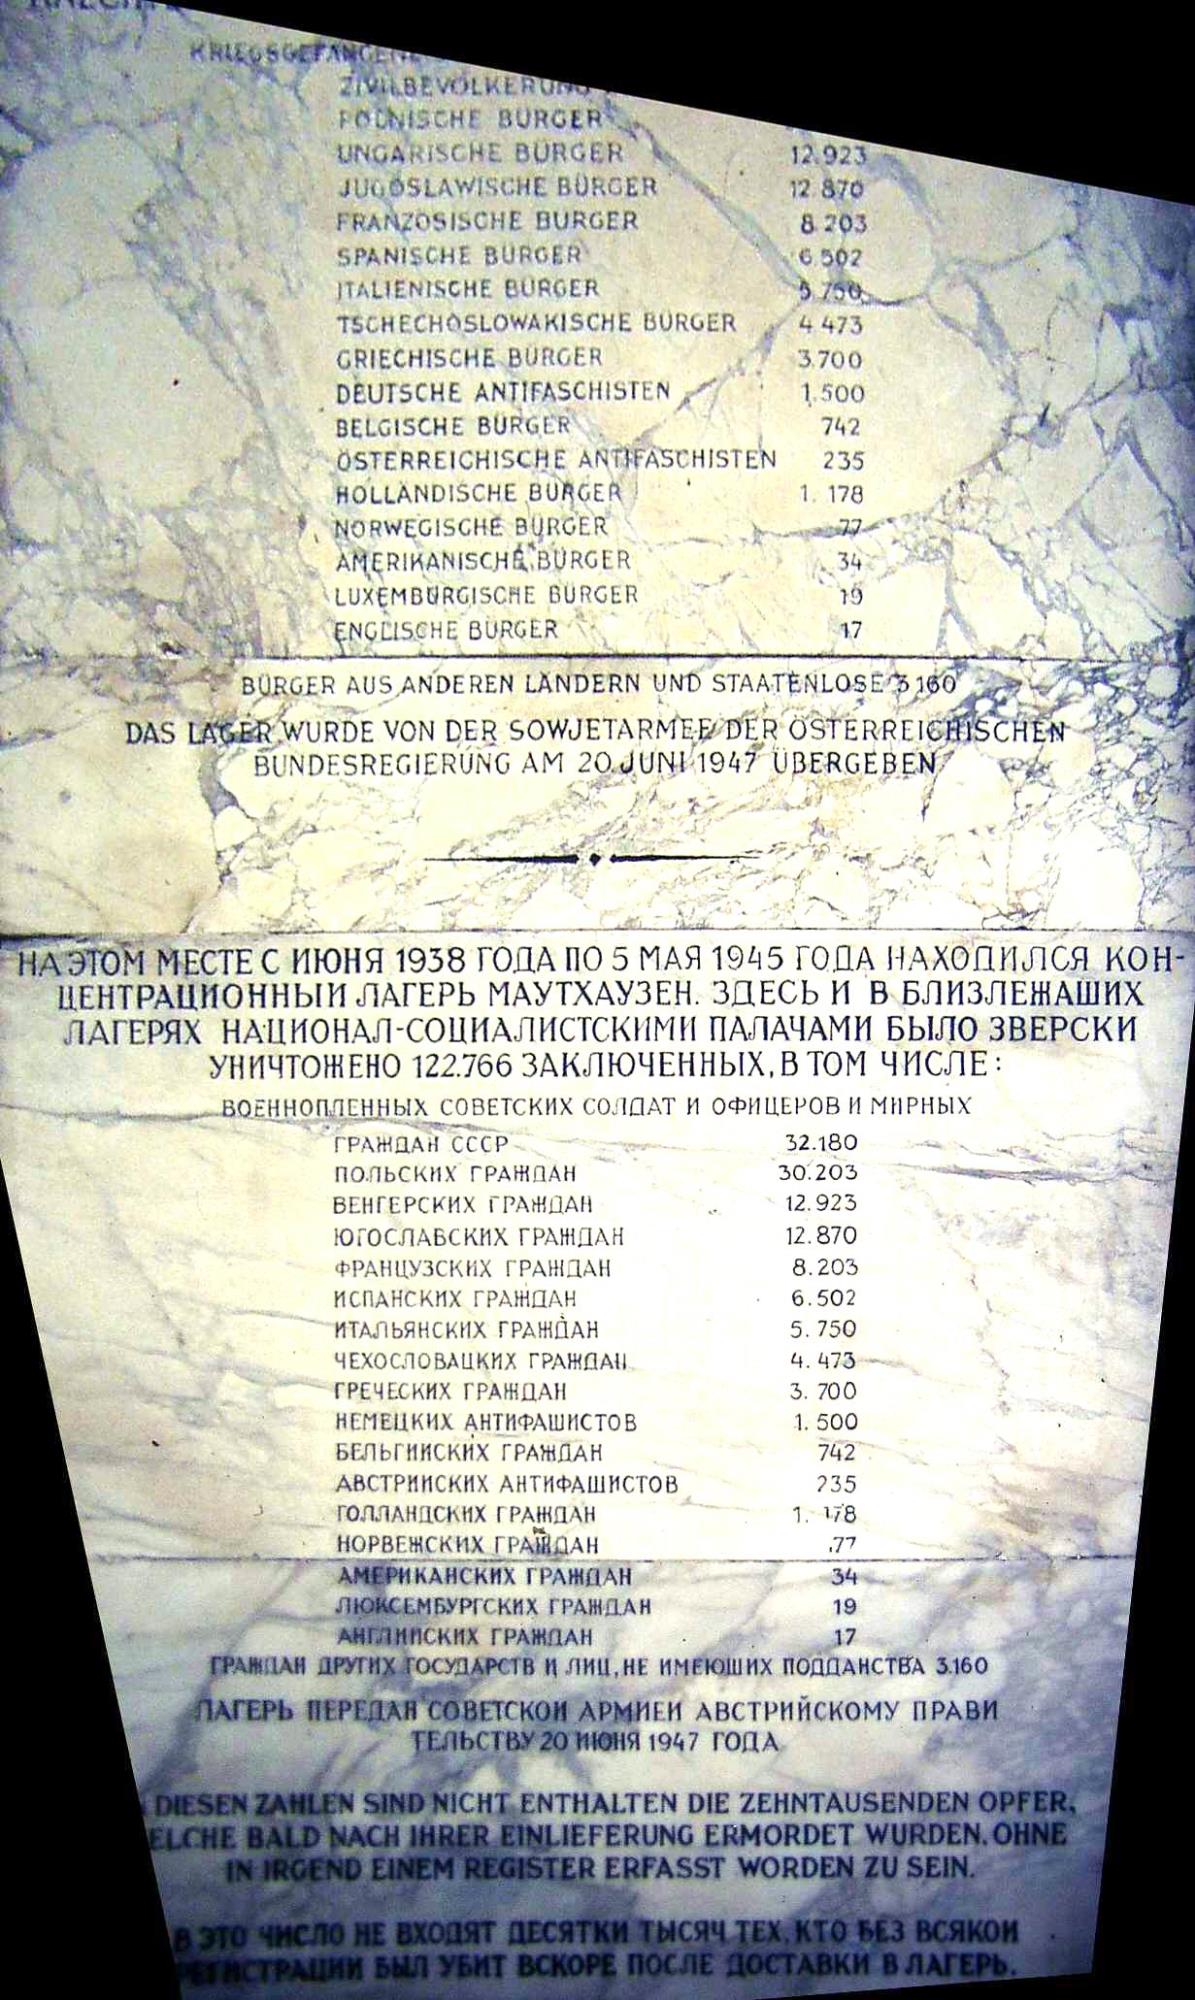 KRIEGSGEFANGENE
ZIVILBEVÖLKERUNG
POLNISCHE BÜRGER
UNGARISCHE BÜRGER 12.923
JUGOSLAWISCHE BÜRGER 12 870
FRANZÖSISCHE BÜRGER 8.203
SPANISCHE BÜRGER 6.502
ITALIENISCHE BÜRGER 5.750
TSCHECHOSLOWAKISCHE BÜRGER 4 473
GRIECHISCHE BÜRGER 3.700
DEUTSCHE ANTIFASCHISTEN 1.500
BELGISCHE BÜRGER 742
ÖSTERREICHISCHE ANTIFASCHISTEN 235
HOLLÄNDISCHE BÜRGER 1. 178
NORWEGISCHE BÜRGER 77
AMERIKANISCHE BÜRGER 34
LUXEMBURGISCHE BÜRGER 19
ENGLISCHE BÜRGER 17
BÜRGER AUS ANDEREN LÄNDERN UND STAATENLOSE 3160
DAS LAGER WURDE VON DER SOWJETARMEE DER ÖSTERREICHISCHEN
BUNDESREGIERUNG AM 20 JUNI 1947 ÜBERGEBEN
НА ЭТОМ МЕСТЕ С ИЮНЯ 1938 ГОДА ПО 5 МАЯ 1945 ГОДА НАХОДИЛСЯ КОН-
ЦЕНТРАЦИОННЫИ ЛАГЕРЬ МАУТХАУЗЕН. ЗДЕСЬ И В БЛИЗЛЕЖАШИХ
ЛАГЕРЯХ НАЦИОНАЛ-СОЦИАЛИСТСКИМИ ПАЛАЧАМИ БЫЛО ЗВЕРСКИ
УНИЧТОЖЕНО 122.766 ЗАКЛЮЧЕННЫХ, В ТОМ ЧИСЛЕ:
ВОЕННОПЛЕННЫХ СОВЕТСКИХ СОЛДАТ И ОФИЦЕРОВ И МИРНЫХ
ГРАЖДАН СССР 32.180
ПОЛЬСКИХ ГРАЖДАН 30.203
ВЕНГЕРСКИХ ГРАЖДАН 12.923
ЮГОСЛАВСКИХ ГРАЖДАН 12.870
ФРАНЦУЗСКИХ ГРАЖДАН 8.203
ИСПАНСКИХ ГРАЖДАН 6.502
ИТАЛЬЯНСКИХ ГРАЖДАН 5.750
ЧЕХОСЛОВАЦКИХ ГРАЖДАН 4.473
ГРЕЧЕСКИХ ГРАЖДАН 3.700
НЕМЕЦКИХ АНТИФАШИСТОВ 1.500
БЕЛЬГИИСКИХ ГРАЖДАН 742
АВСТРИИСКИХ АНТИФАШИСТОВ 235
ГОЛЛАНДСКИХ ГРАЖДАН 1. 178
НОРВЕЖСКИХ ГРАЖДАН 77
АМЕРИКАНСКИХ ГРАЖДАН 34
ЛЮКСЕМБУРГСКИХ ГРАЖДАН 19
АНГЛИИСКИХ ГРАЖДАН 17
ГРАЖДАН ДРУГИХ ГОСУДАРСТВ И ЛИЦ, НЕ ИМЕЮШИХ ПОДДАНСТВА 3.160
ЛАГЕРЬ ПЕРЕДАН СОВЕТСКОИ АРМИЕИ АВСТРИЙСКОМУ ПРАВИ
ТЕЛЬСТВУ 20 ИЮНЯ 1947 ГОДА
DIESEN ZAHLEN SIND NICHT ENTHALTEN DIE ZEHNTAUSENDEN OPFER,
ELCHE BALD NACH IHRER EINLIEFERUNG ERMORDET WURDEN, OHNE
IN IRGEND EINEM REGISTER ERFASST WORDEN ZU SEIN.
В ЭТО ЧИСЛО НЕ ВХОДЯТ ДЕСЯТКИ ТЫСЯЧ ТЕХ, КТО БЕЗ ВСЯКОИ
РЕГИСТРАЦИИ БЫЛ УБИТ ВСКОРЕ ПОСЛЕ ДОСТАВКИ В ЛАГЕРЬ.